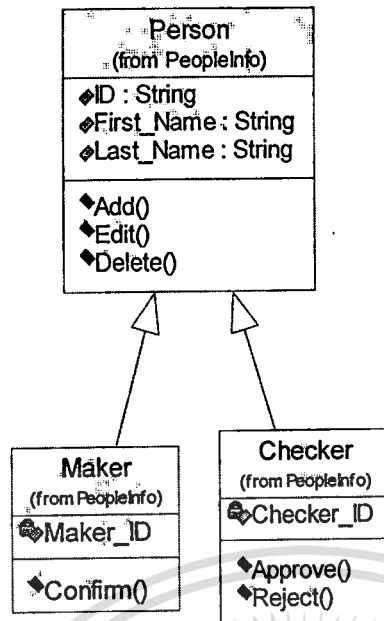 Person
(from PeopleInfo)
ID : String
First_Name : String
Last_Name : String
Add()
Edit()
Delete()
Maker
(from PeopleInfo)
Maker_ID
Confirm()
Checker
(from PeopleInfo)
Checker_ID
Approve()
Reject()